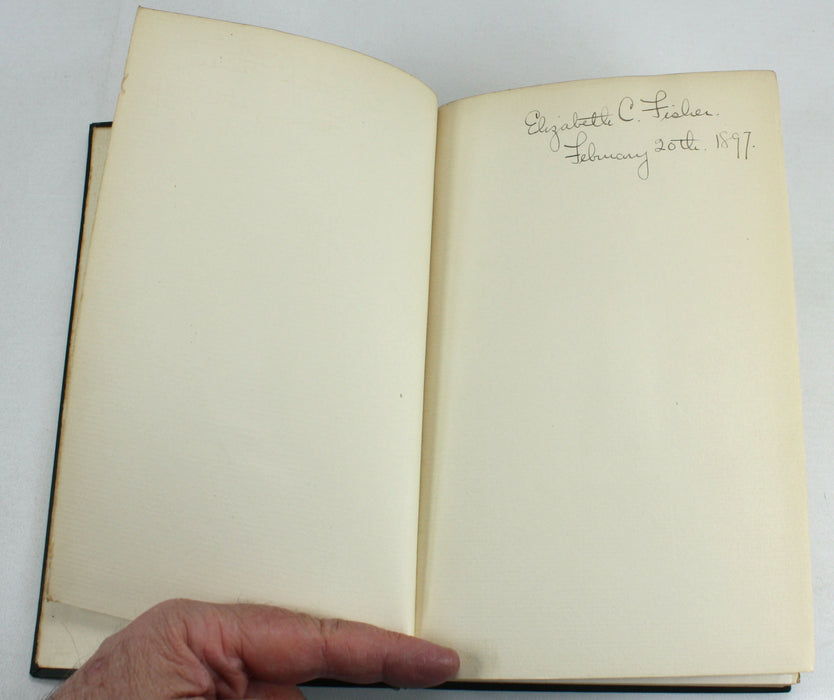 Elizabeth C. Fisher.
February 20th. 1897.